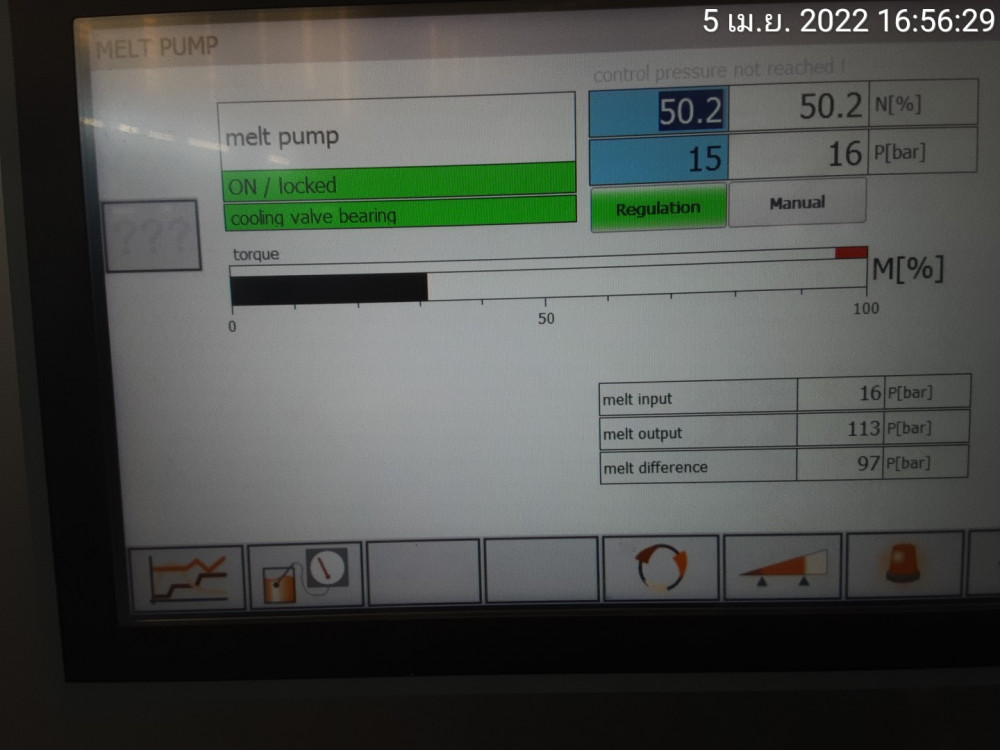 5 เม.ย. 2022 16:56:29
MELT PUMP
control pressure not reached !
melt pump
50.2 50.2 N[%]
15 16 P[bar]
ON / locked
cooling valve bearing
Regulation Manual
???
torque
M[%]
0 50 100
melt input 16 P[bar]
melt output 113 P[bar]
melt difference 97 P[bar]